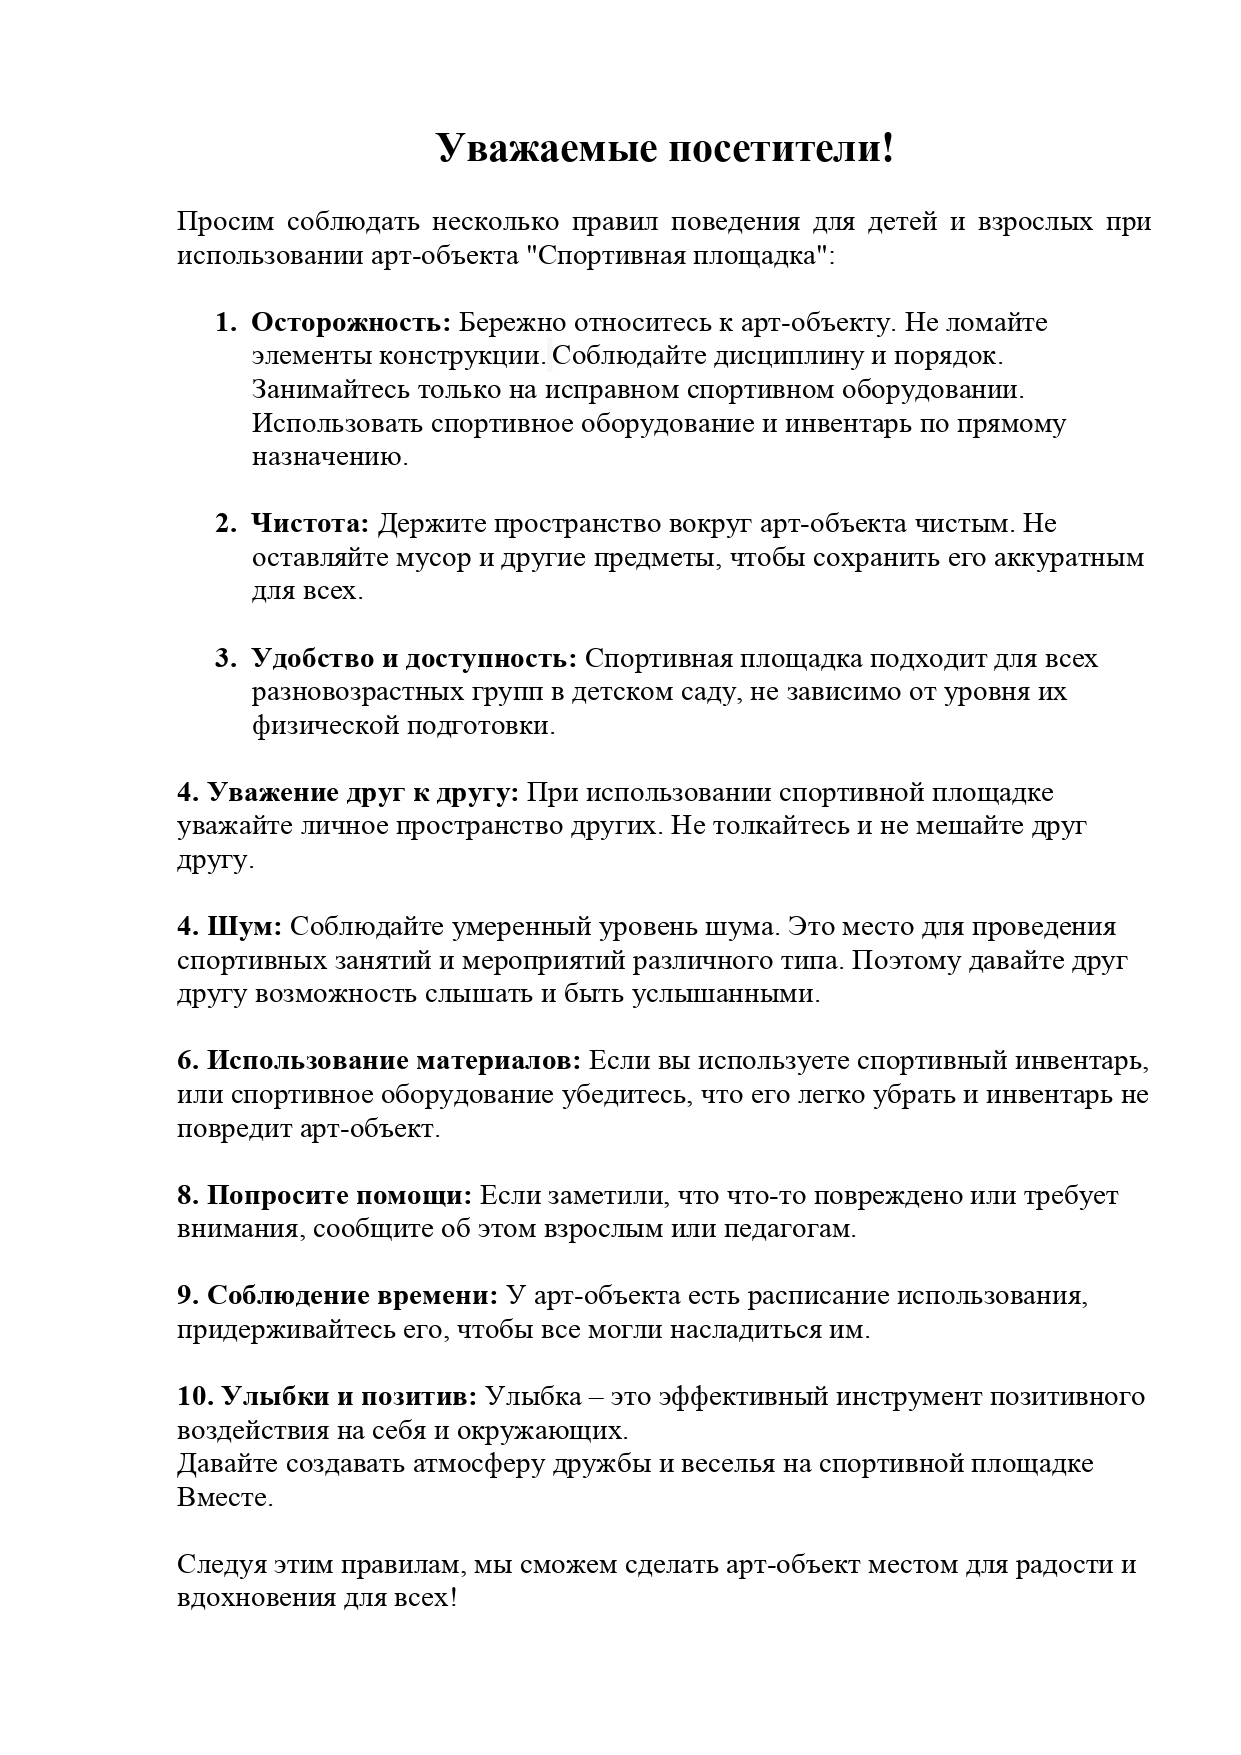 Уважаемые посетители!
Просим соблюдать несколько правил поведения для детей и взрослых при
использовании арт-объекта "Спортивная площадка":
1. Осторожность: Бережно относитесь к арт-объекту. Не ломайте
элементы конструкции. Соблюдайте дисциплину и порядок.
Занимайтесь только на исправном спортивном оборудовании.
Использовать спортивное оборудование и инвентарь по прямому
назначению.
2. Чистота: Держите пространство вокруг арт-объекта чистым. Не
оставляйте мусор и другие предметы, чтобы сохранить его аккуратным
для всех.
3. Удобство и доступность: Спортивная площадка подходит для всех
разновозрастных групп в детском саду, не зависимо от уровня их
физической подготовки.
4. Уважение друг к другу: При использовании спортивной площадке
уважайте личное пространство других. Не толкайтесь и не мешайте друг
другу.
4. Шум: Соблюдайте умеренный уровень шума. Это место для проведения
спортивных занятий и мероприятий различного типа. Поэтому давайте друг
другу возможность слышать и быть услышанными.
6. Использование материалов: Если вы используете спортивный инвентарь,
или спортивное оборудование убедитесь, что его легко убрать и инвентарь не
повредит арт-объект.
8. Попросите помощи: Если заметили, что что-то повреждено или требует
внимания, сообщите об этом взрослым или педагогам.
9. Соблюдение времени: У арт-объекта есть расписание использования,
придерживайтесь его, чтобы все могли насладиться им.
10. Улыбки и позитив: Улыбка – это эффективный инструмент позитивного
воздействия на себя и окружающих.
Давайте создавать атмосферу дружбы и веселья на спортивной площадке
Вместе.
Следуя этим правилам, мы сможем сделать арт-объект местом для радости и
вдохновения для всех!